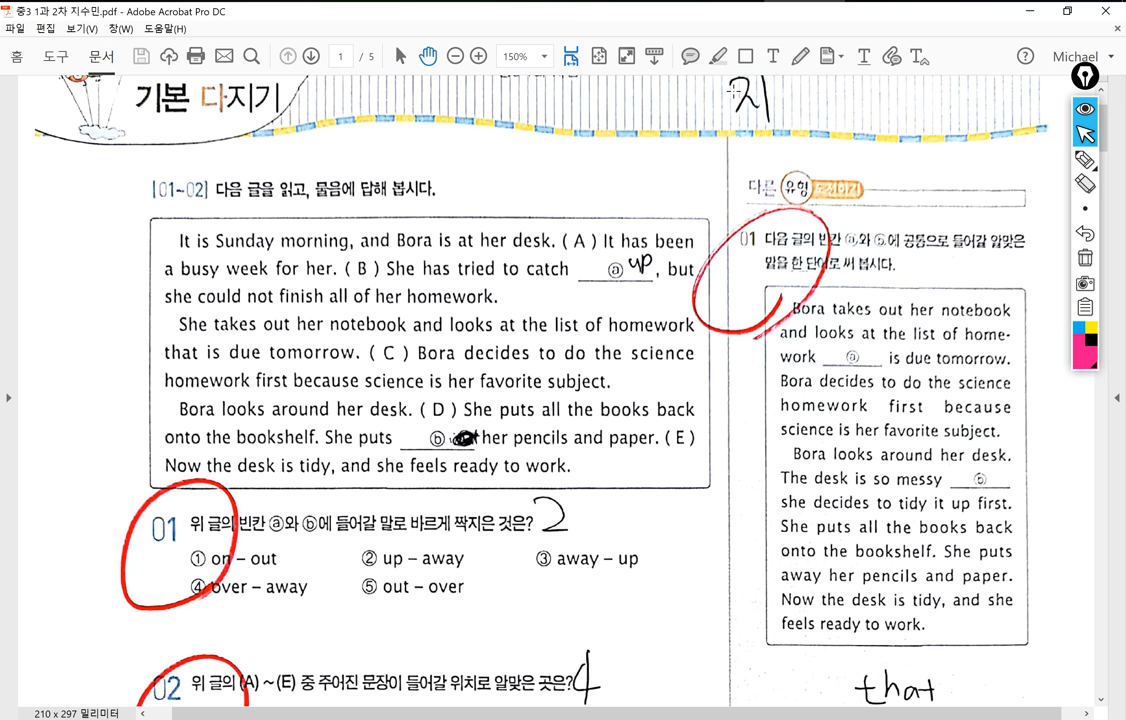 중3 1과 2차 지수민.pdf - Adobe Acrobat Pro DC
파일 편집 보기(V) 창(W) 도움말(H)
홈 도구 문서 1 / 5 150% Michael
기본 다지기
지
[01~02] 다음 글을 읽고, 물음에 답해 봅시다.
It is Sunday morning, and Bora is at her desk. ( A ) It has been
a busy week for her. ( B ) She has tried to catch ⓐ up , but
she could not finish all of her homework.
She takes out her notebook and looks at the list of homework
that is due tomorrow. ( C ) Bora decides to do the science
homework first because science is her favorite subject.
Bora looks around her desk. ( D ) She puts all the books back
onto the bookshelf. She puts ⓑ her pencils and paper. ( E )
Now the desk is tidy, and she feels ready to work.
01 위 글의 빈칸 ⓐ와 ⓑ에 들어갈 말로 바르게 짝지은 것은? 2
① on – out ② up – away ③ away – up
④ over – away ⑤ out – over
02 위 글의 (A) ~ (E) 중 주어진 문장이 들어갈 위치로 알맞은 곳은? 4
다른 유형 도전하기
01 다음 글의 빈칸 ⓐ와 ⓑ에 공통으로 들어갈 알맞은
말을 한 단어로 써 봅시다.
Bora takes out her notebook
and looks at the list of home-
work ⓐ is due tomorrow.
Bora decides to do the science
homework first because
science is her favorite subject.
Bora looks around her desk.
The desk is so messy ⓑ
she decides to tidy it up first.
She puts all the books back
onto the bookshelf. She puts
away her pencils and paper.
Now the desk is tidy, and she
feels ready to work.
that
210 x 297 밀리미터